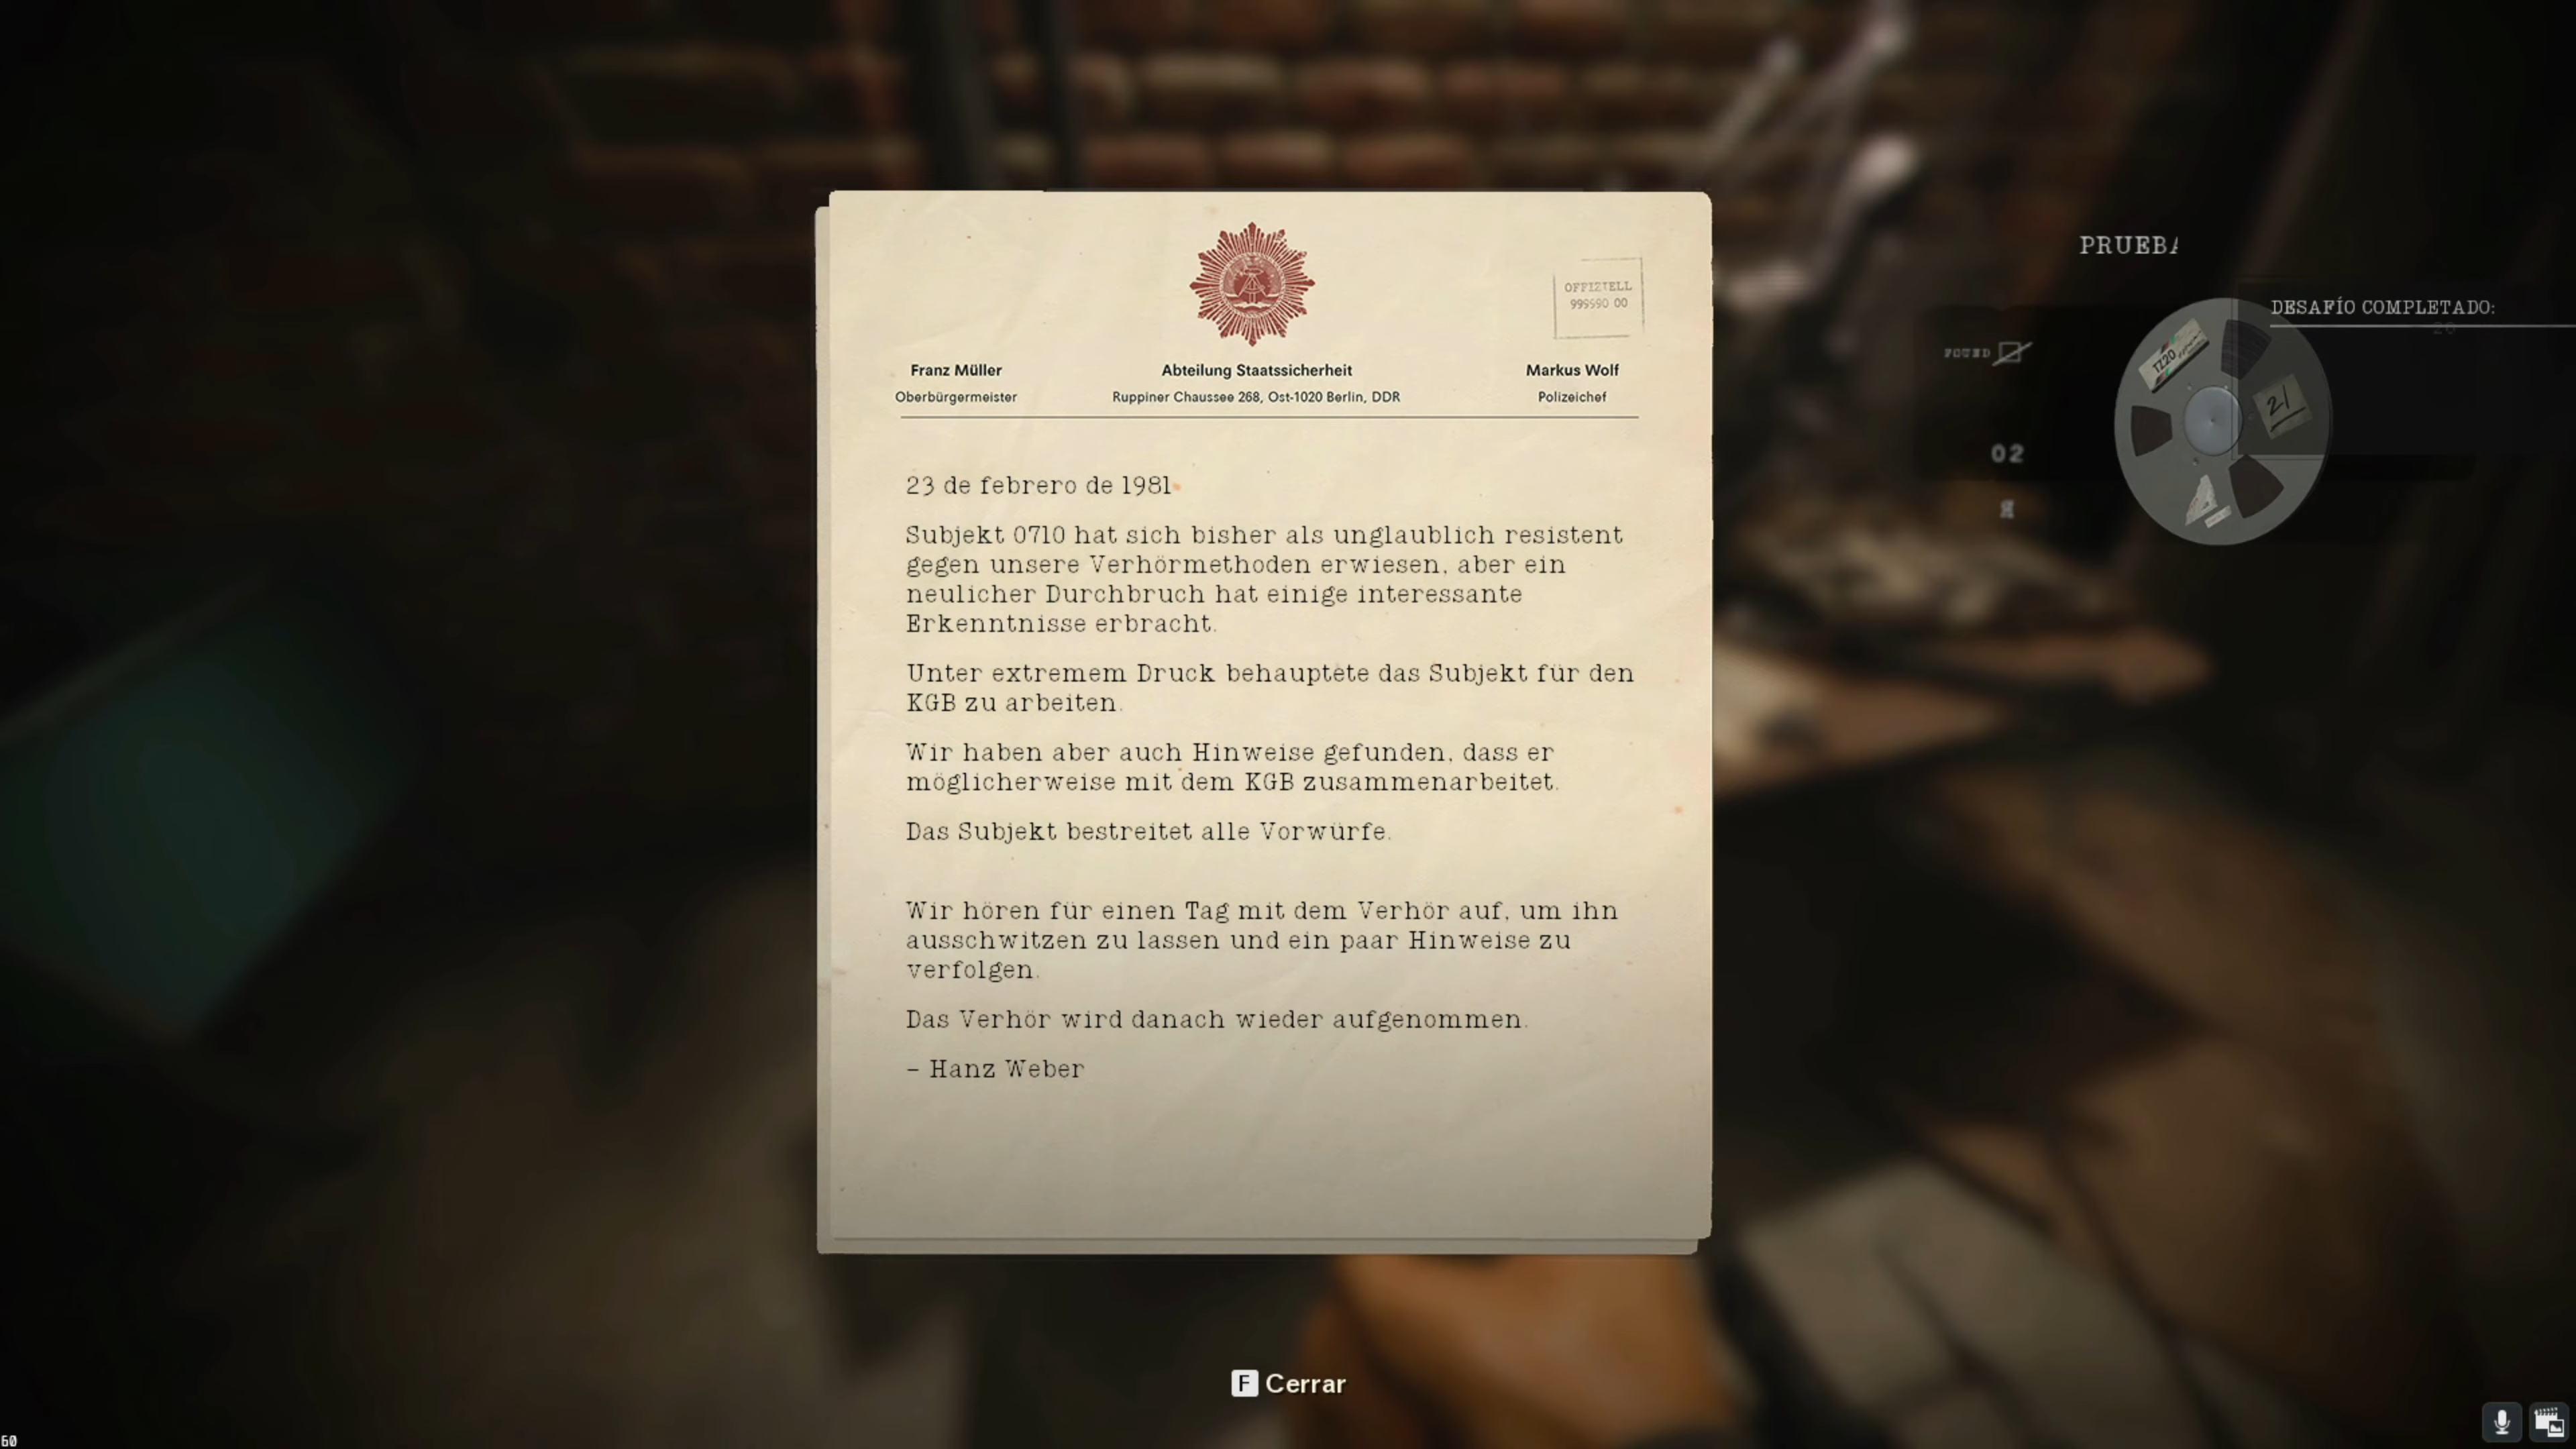 OFFIZIELL
999590 00
Franz Müller
Oberbürgermeister
Abteilung Staatssicherheit
Ruppiner Chaussee 268, Ost-1020 Berlin, DDR
Markus Wolf
Polizeichef
23 de febrero de 1981
Subjekt 0710 hat sich bisher als unglaublich resistent
gegen unsere Verhörmethoden erwiesen, aber ein
neulicher Durchbruch hat einige interessante
Erkenntnisse erbracht.
Unter extremem Druck behauptete das Subjekt für den
KGB zu arbeiten.
Wir haben aber auch Hinweise gefunden, dass er
möglicherweise mit dem KGB zusammenarbeitet.
Das Subjekt bestreitet alle Vorwürfe.
Wir hören für einen Tag mit dem Verhör auf, um ihn
ausschwitzen zu lassen und ein paar Hinweise zu
verfolgen.
Das Verhör wird danach wieder aufgenommen.
– Hanz Weber
PRUEBA
DESAFÍO COMPLETADO:
FOUND
TZ20
21
02
Я
F Cerrar
60